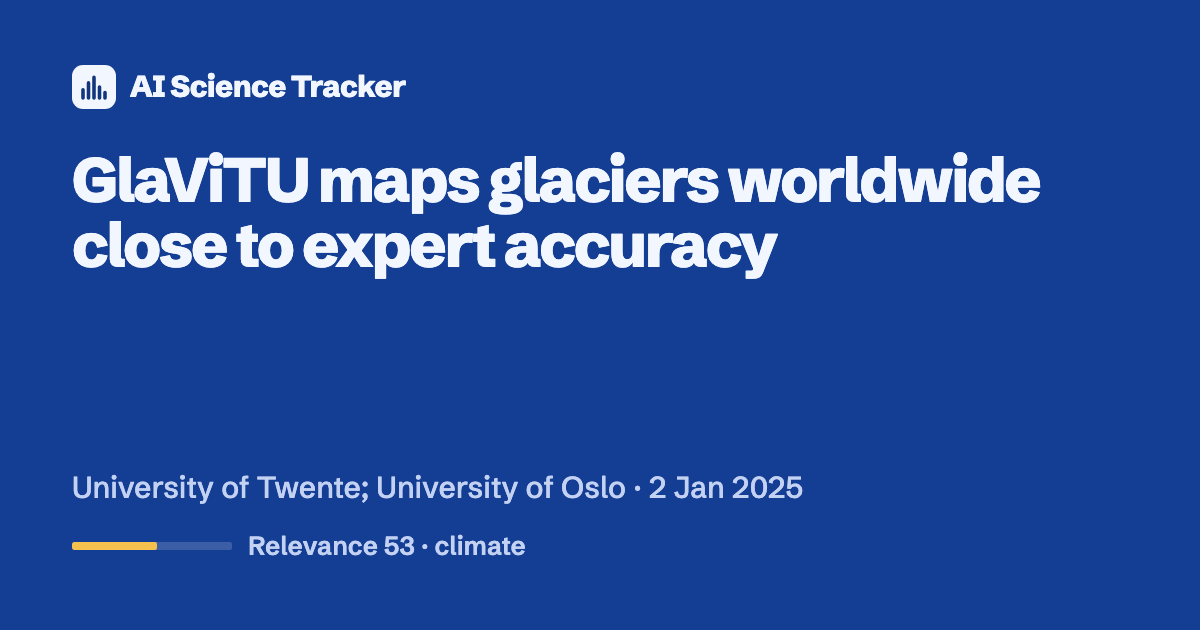 AI Science Tracker
GlaViTU maps glaciers worldwide
close to expert accuracy
University of Twente; University of Oslo · 2 Jan 2025
Relevance 53 · climate